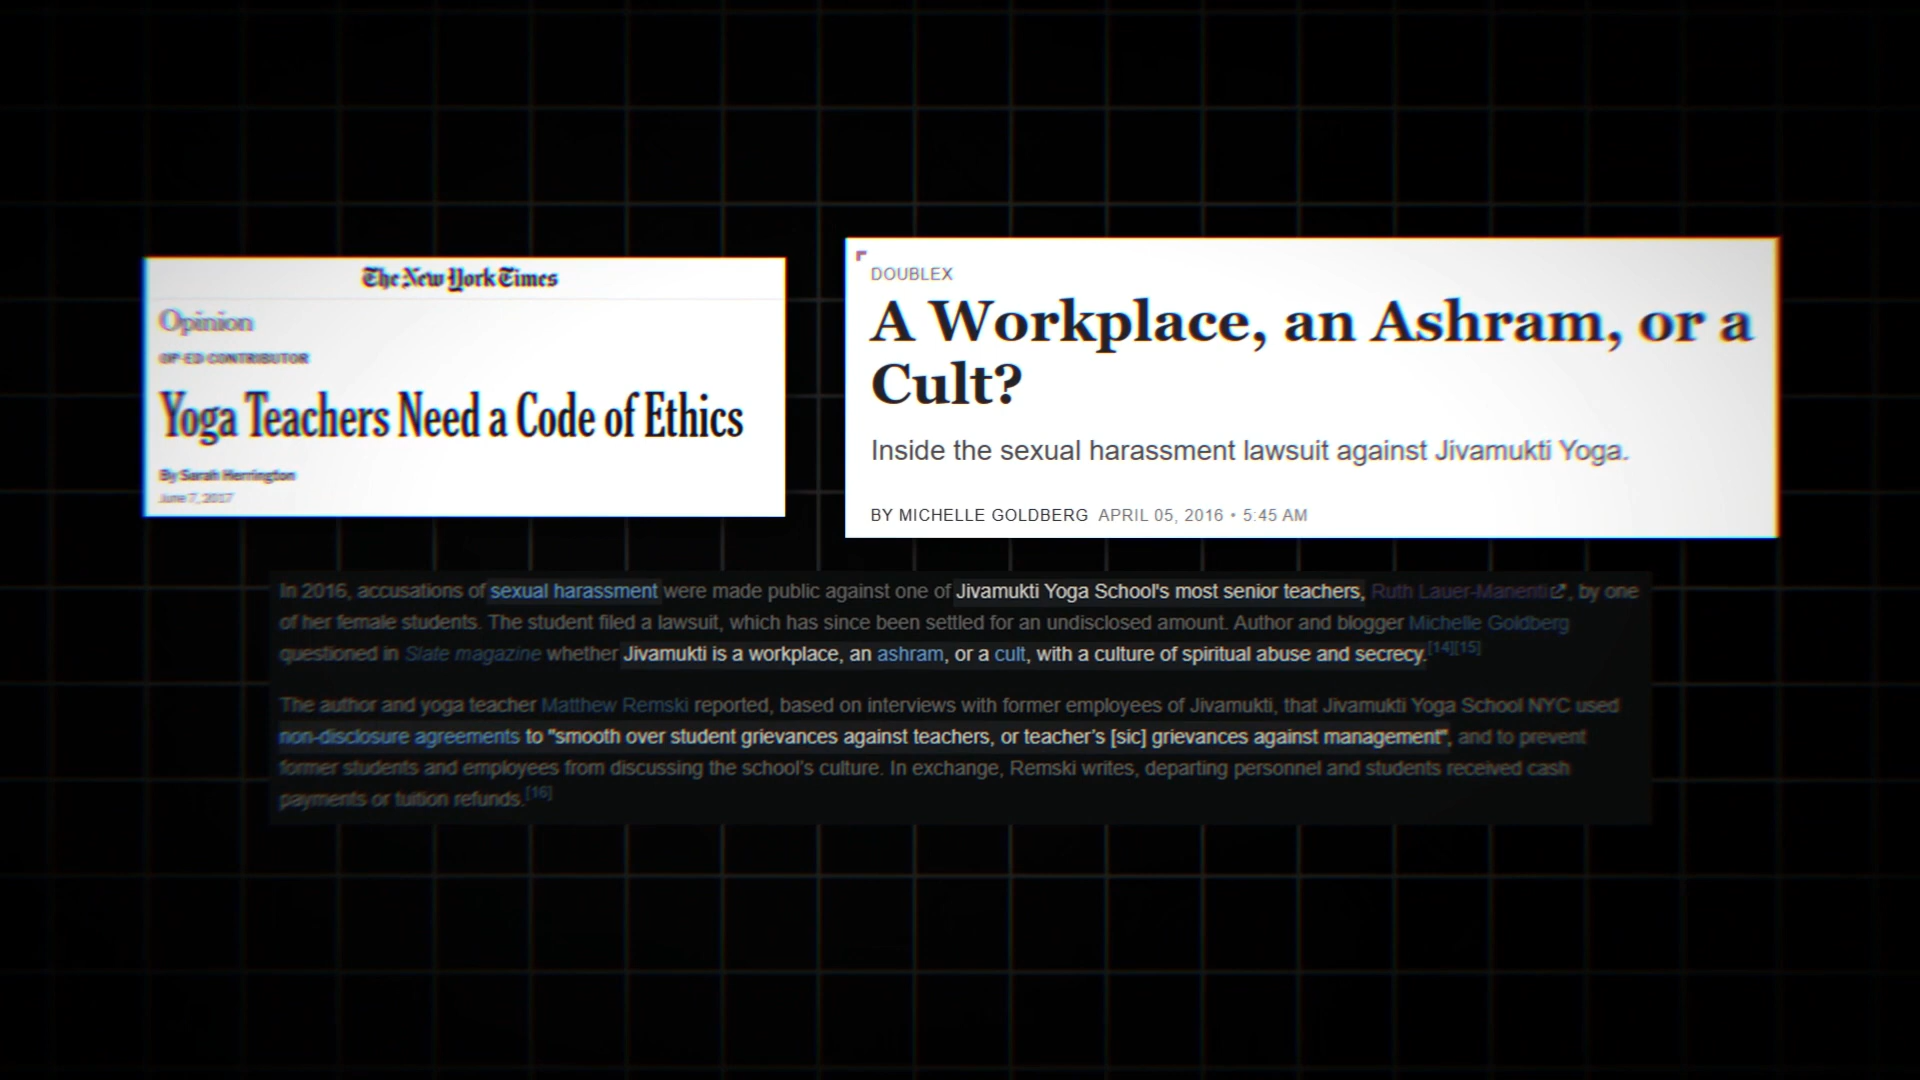 The New York Times
Opinion
OP-ED CONTRIBUTOR
Yoga Teachers Need a Code of Ethics
By Sarah Herrington
June 7, 2017
DOUBLEX
A Workplace, an Ashram, or a
Cult?
Inside the sexual harassment lawsuit against Jivamukti Yoga.
BY MICHELLE GOLDBERG APRIL 05, 2016 • 5:45 AM
In 2016, accusations of sexual harassment were made public against one of Jivamukti Yoga School's most senior teachers, Ruth Lauer-Manenti, by one
of her female students. The student filed a lawsuit, which has since been settled for an undisclosed amount. Author and blogger Michelle Goldberg
questioned in Slate magazine whether Jivamukti is a workplace, an ashram, or a cult, with a culture of spiritual abuse and secrecy.[14][15]
The author and yoga teacher Matthew Remski reported, based on interviews with former employees of Jivamukti, that Jivamukti Yoga School NYC used
non-disclosure agreements to "smooth over student grievances against teachers, or teacher's [sic] grievances against management", and to prevent
former students and employees from discussing the school's culture. In exchange, Remski writes, departing personnel and students received cash
payments or tuition refunds.[16]